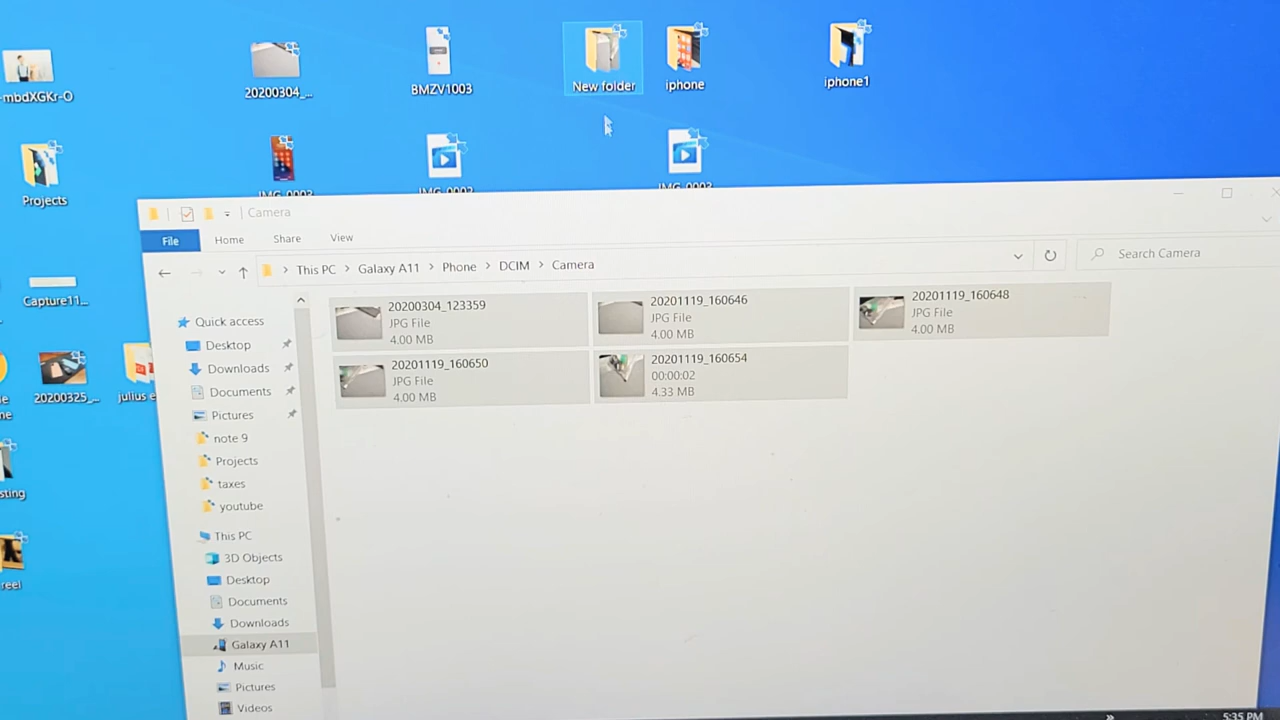 -mbdXGKr-O
20200304_...
BMZV1003
New folder
iphone
iphone1
Projects
IMG_0003
IMG_0002
IMG_0003
Capture11...
20200325_...
julius e
sting
reel
Camera
File
Home
Share
View
This PC
Galaxy A11
Phone
DCIM
Camera
Search Camera
Quick access
Desktop
Downloads
Documents
Pictures
note 9
Projects
taxes
youtube
This PC
3D Objects
Desktop
Documents
Downloads
Galaxy A11
Music
Pictures
Videos
20200304_123359
JPG File
4.00 MB
20201119_160646
JPG File
4.00 MB
20201119_160648
JPG File
4.00 MB
20201119_160650
JPG File
4.00 MB
20201119_160654
00:00:02
4.33 MB
5:35 PM